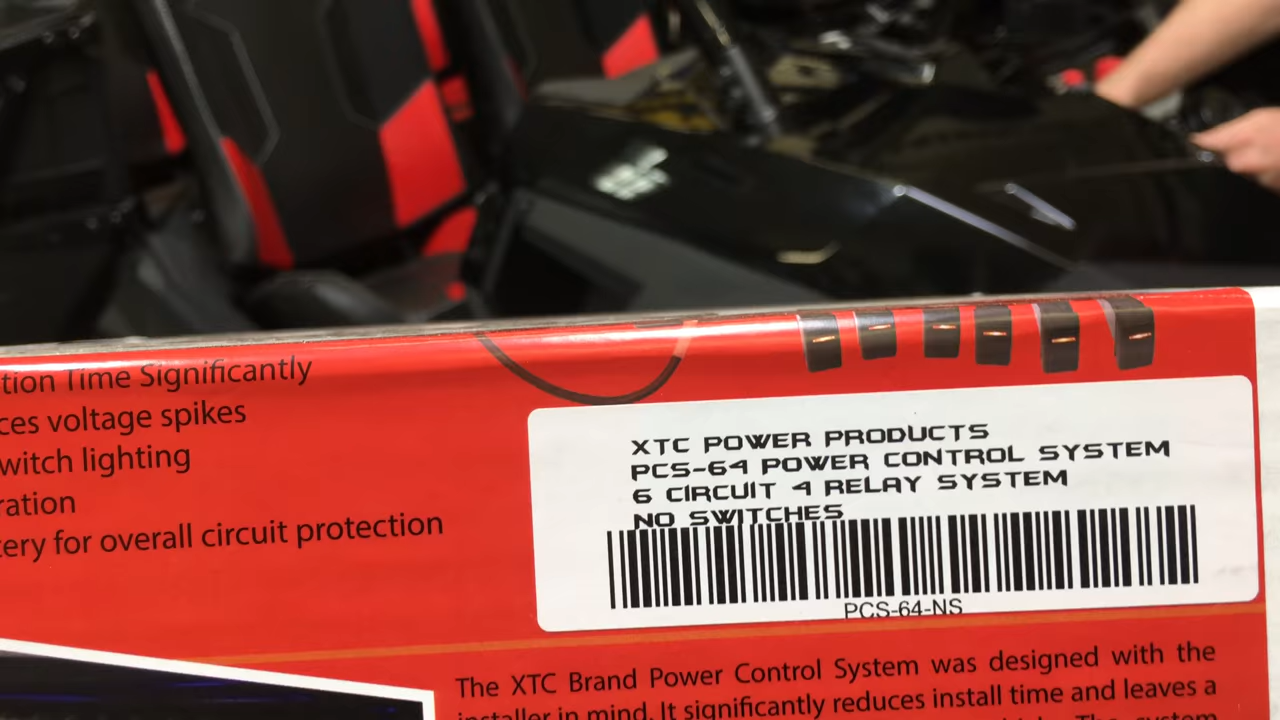 tion Time Significantly
ces voltage spikes
witch lighting
ration
tery for overall circuit protection
XTC POWER PRODUCTS
PCS-64 POWER CONTROL SYSTEM
6 CIRCUIT 4 RELAY SYSTEM
NO SWITCHES
PCS-64-NS
The XTC Brand Power Control System was designed with the
installer in mind. It significantly reduces install time and leaves a
The system